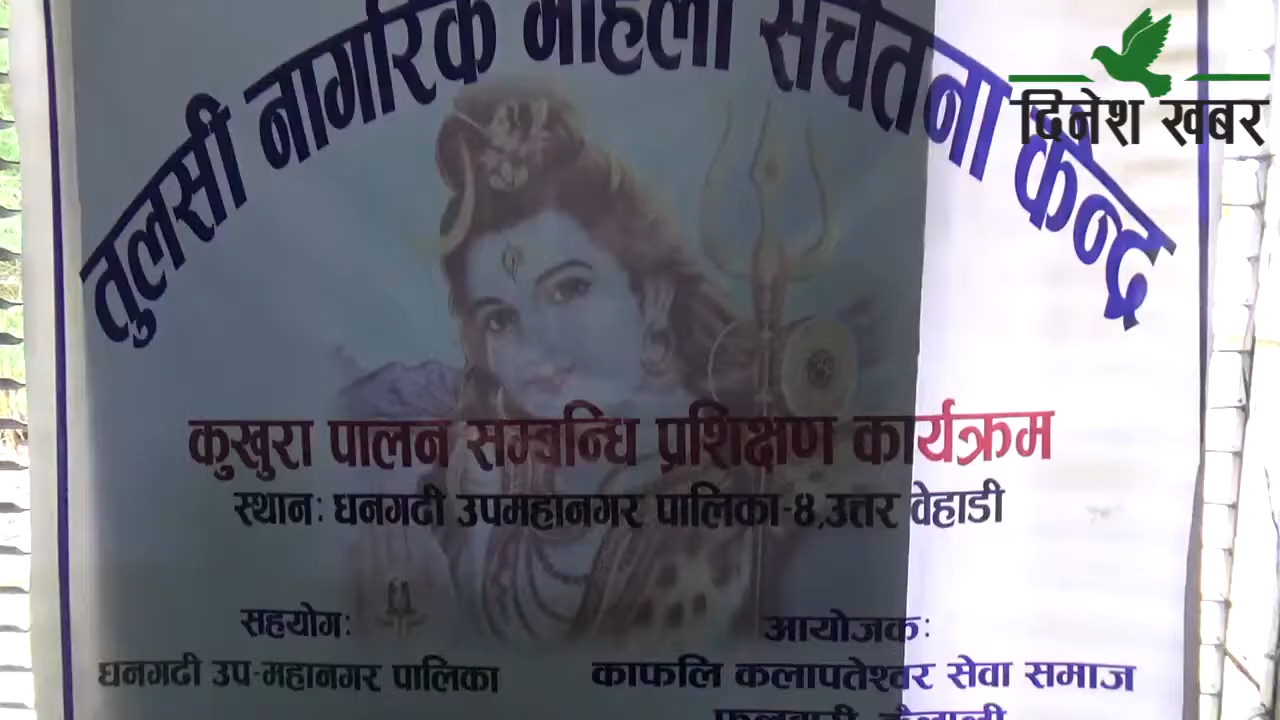 तुलसी नागरिक महिला सचेतना केन्द्र
दिनेश खबर
कुखुरा पालन सम्बन्धि प्रशिक्षण कार्यक्रम
स्थानः धनगढी उपमहानगर पालिका-४,उत्तर वेहाडी
सहयोगः
धनगढी उप-महानगर पालिका
आयोजकः
काफलि कलापतेश्वर सेवा समाज